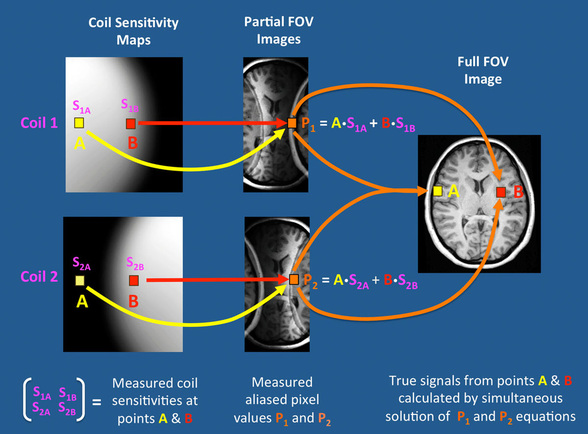 Coil Sensitivity
Maps
Partial FOV
Images
Full FOV
Image
Coil 1
S1A
S1B
A
B
P1 = A•S1A + B•S1B
A
B
Coil 2
S2A
S2B
A
B
P2 = A•S2A + B•S2B
S1A S1B
S2A S2B
=
Measured coil
sensitivities at
points A & B
Measured
aliased pixel
values P1 and P2
True signals from points A & B
calculated by simultaneous
solution of P1 and P2 equations